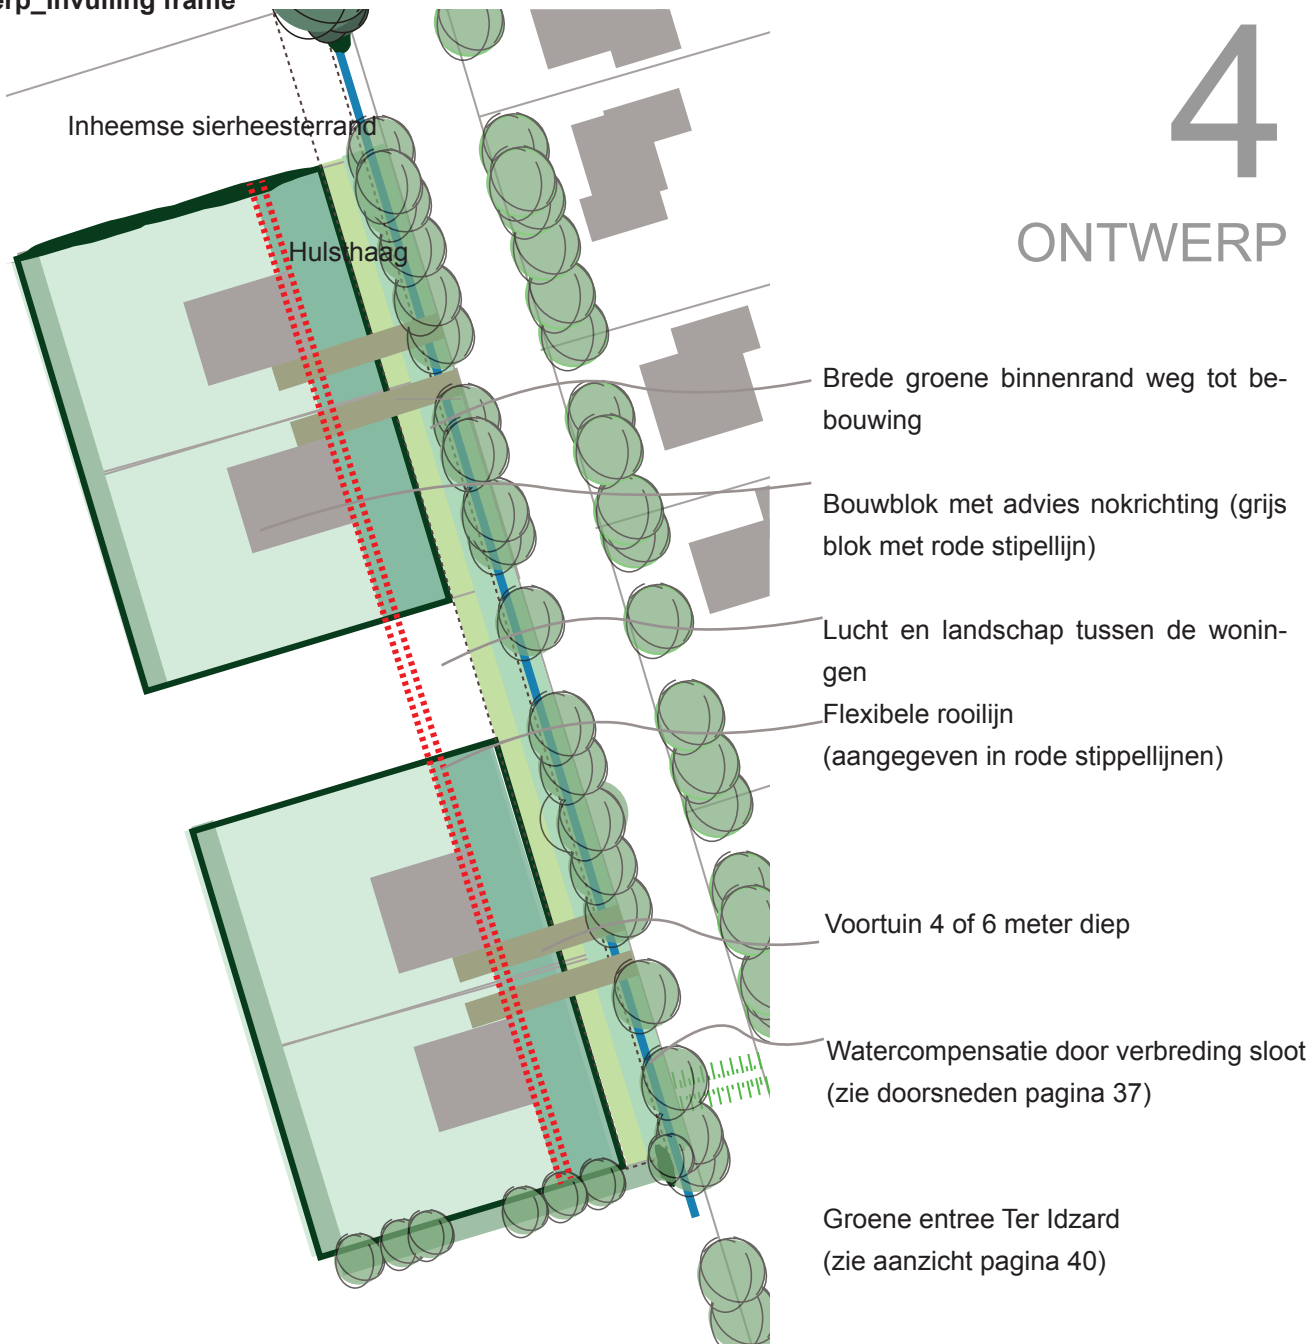 erp_invulling frame
4
ONTWERP
Inheemse sierheesterrand
Hulsthaag
Brede groene binnenrand weg tot be-
bouwing
Bouwblok met advies nokrichting (grijs
blok met rode stipellijn)
Lucht en landschap tussen de wonin-
gen
Flexibele rooilijn
(aangegeven in rode stippellijnen)
Voortuin 4 of 6 meter diep
Watercompensatie door verbreding sloot
(zie doorsneden pagina 37)
Groene entree Ter Idzard
(zie aanzicht pagina 40)